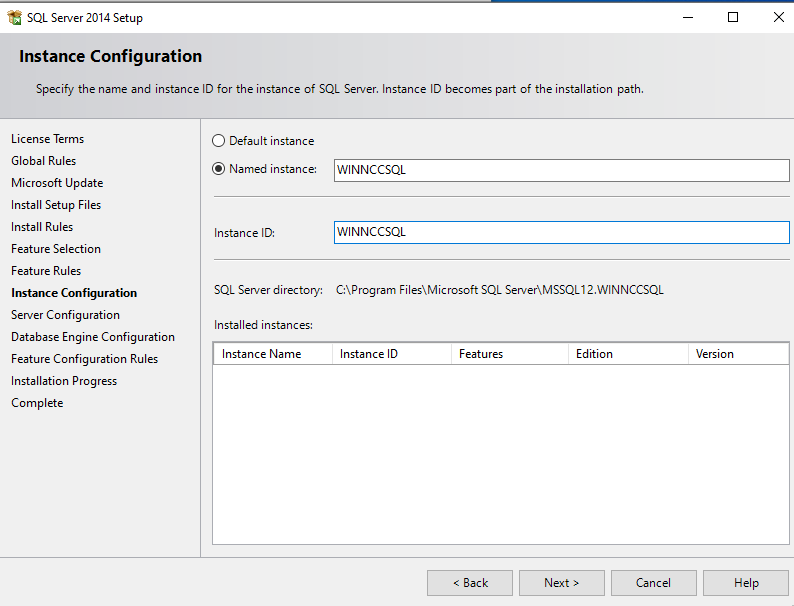 SQL Server 2014 Setup
Instance Configuration
Specify the name and instance ID for the instance of SQL Server. Instance ID becomes part of the installation path.
License Terms
Global Rules
Microsoft Update
Install Setup Files
Install Rules
Feature Selection
Feature Rules
Instance Configuration
Server Configuration
Database Engine Configuration
Feature Configuration Rules
Installation Progress
Complete
Default instance
Named instance: WINNCCSQL
Instance ID: WINNCCSQL
SQL Server directory: C:\Program Files\Microsoft SQL Server\MSSQL12.WINNCCSQL
Installed instances:
Instance Name Instance ID Features Edition Version
< Back Next > Cancel Help